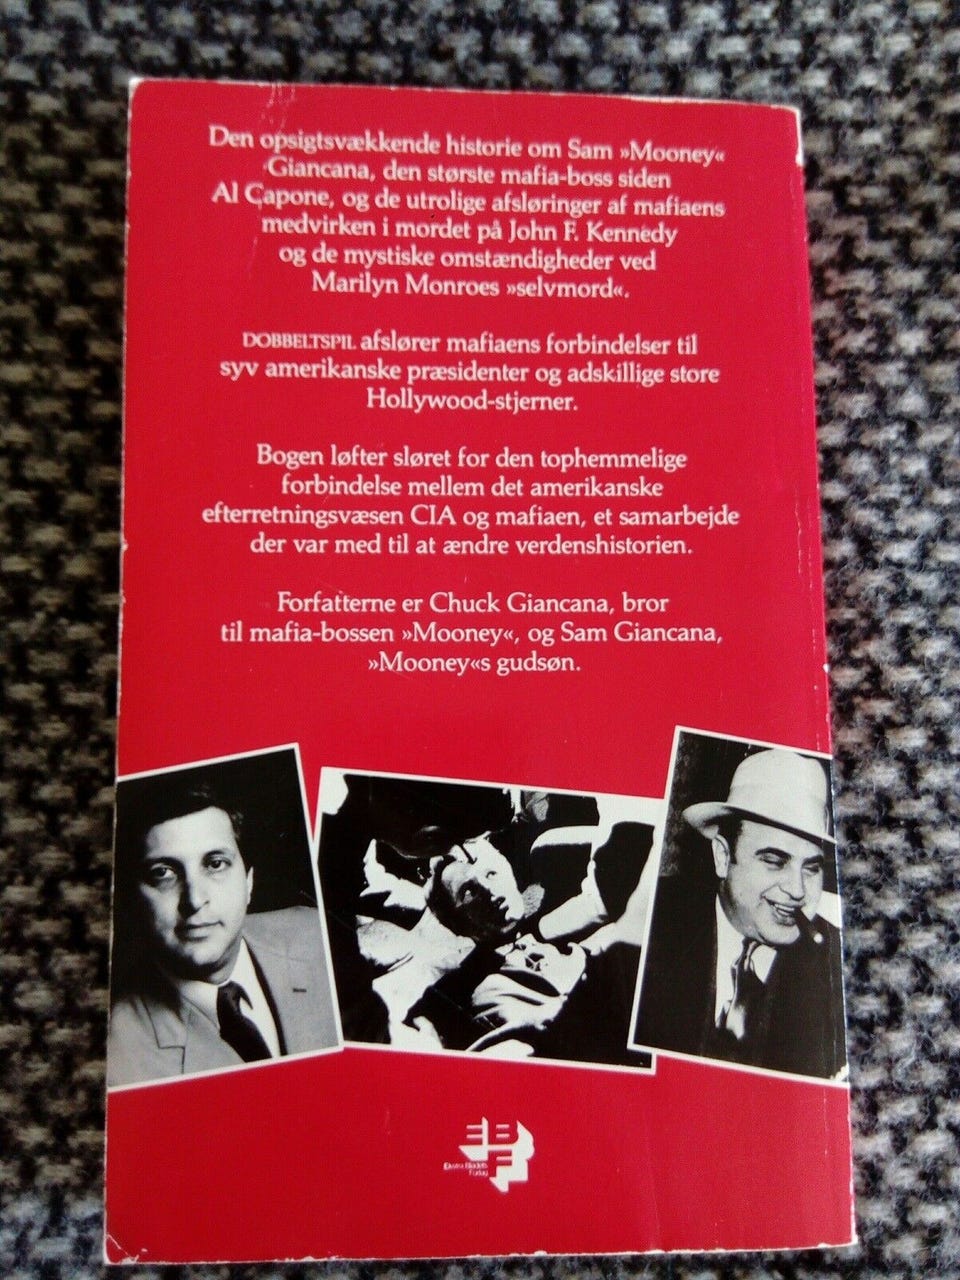 Den opsigtsvækkende historie om Sam »Mooney«
Giancana, den største mafia-boss siden
Al Capone, og de utrolige afsløringer af mafiaens
medvirken i mordet på John F. Kennedy
og de mystiske omstændigheder ved
Marilyn Monroes »selvmord«.
DOBBELTSPIL afslører mafiaens forbindelser til
syv amerikanske præsidenter og adskillige store
Hollywood-stjerner.
Bogen løfter sløret for den tophemmelige
forbindelse mellem det amerikanske
efterretningsvæsen CIA og mafiaen, et samarbejde
der var med til at ændre verdenshistorien.
Forfatterne er Chuck Giancana, bror
til mafia-bossen »Mooney«, og Sam Giancana,
»Mooney«s gudsøn.
EB
F
Ekstra Bladets
Forlag